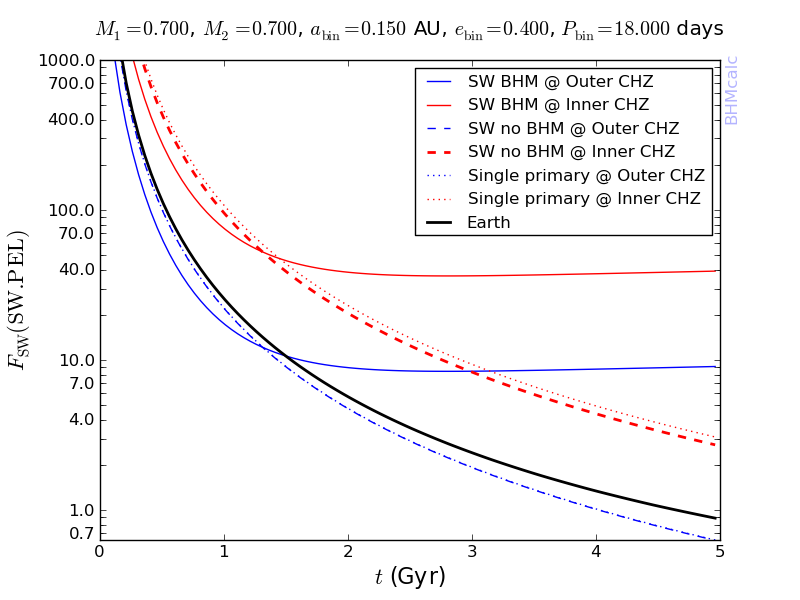 M₁ =0.700, M₂ =0.700, a_bin =0.150 AU, e_bin =0.400, P_bin =18.000 days
BHMcalc
SW BHM @ Outer CHZ
SW BHM @ Inner CHZ
SW no BHM @ Outer CHZ
SW no BHM @ Inner CHZ
Single primary @ Outer CHZ
Single primary @ Inner CHZ
Earth
F_SW(SW.PEL)
1000.0
700.0
400.0
100.0
70.0
40.0
10.0
7.0
4.0
1.0
0.7
0 1 2 3 4 5
t (Gyr)